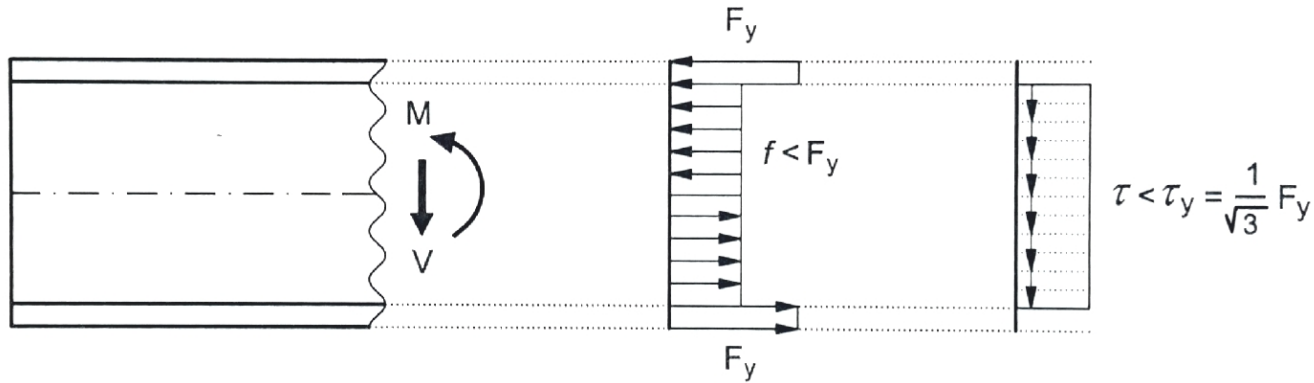 F_y
M
f < F_y
τ < τ_y = 1/√3 F_y
V
F_y